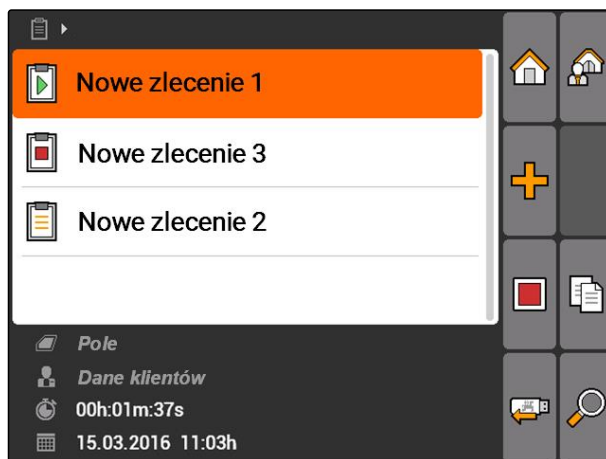 Nowe zlecenie 1
Nowe zlecenie 3
Nowe zlecenie 2
Pole
Dane klientów
00h:01m:37s
15.03.2016 11:03h